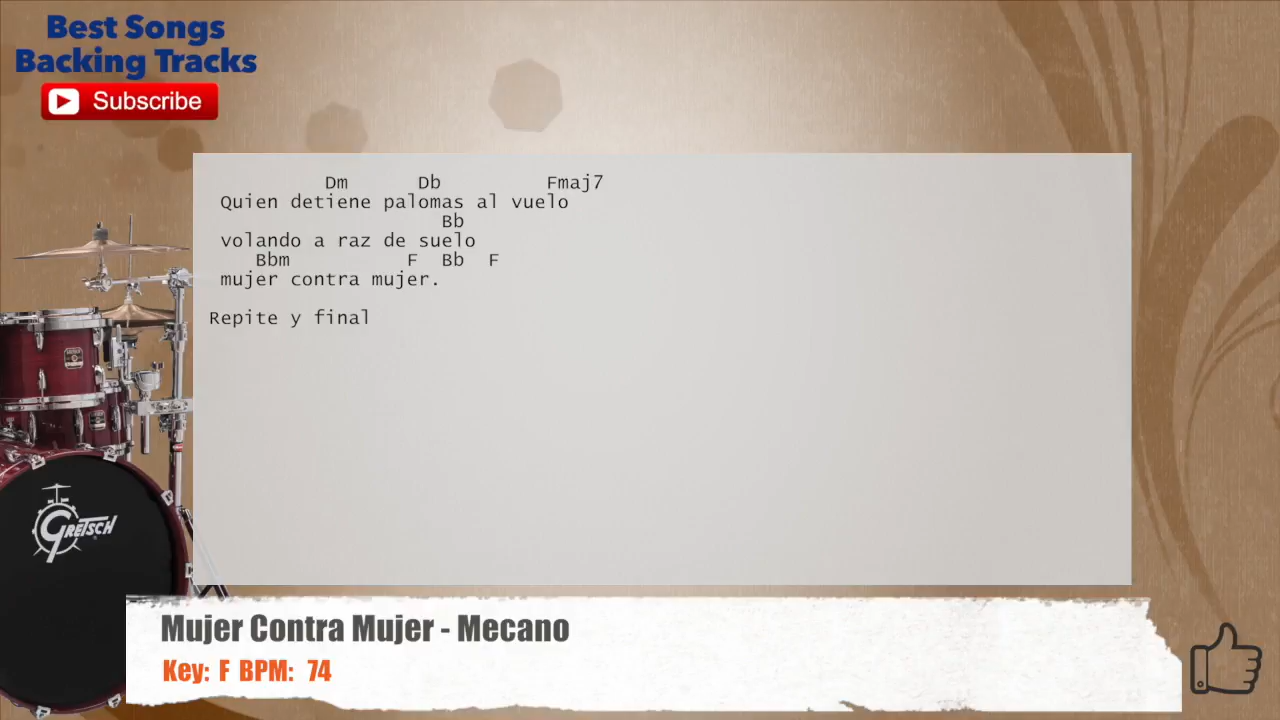 Best Songs
Backing Tracks
Subscribe
Dm Db Fmaj7
Quien detiene palomas al vuelo
Bb
volando a raz de suelo
Bbm F Bb F
mujer contra mujer.
Repite y final
GRETSCH
Mujer Contra Mujer - Mecano
Key: F BPM: 74